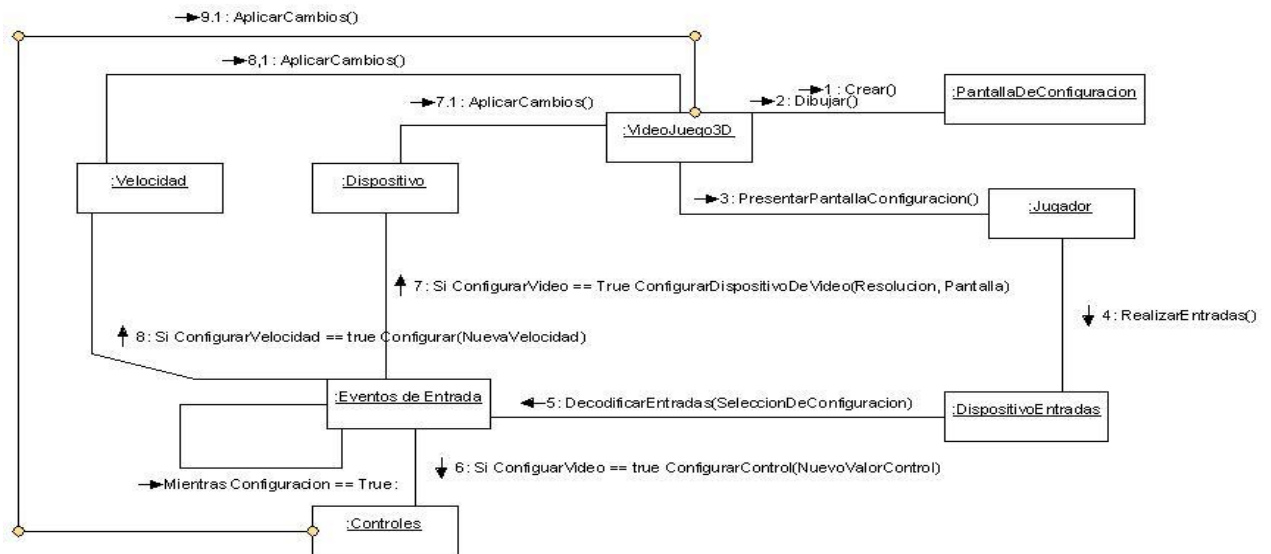 9.1 : AplicarCambios()
8,1 : AplicarCambios()
7.1 : AplicarCambios()
1 : Crear()
2 : Dibujar()
:PantallaDeConfiguracion
:VideoJuego3D
:Velocidad
:Dispositivo
3 : PresentarPantallaConfiguracion()
:Jugador
7 : Si ConfigurarVideo == True ConfigurarDispositivoDeVideo(Resolucion, Pantalla)
4 : RealizarEntradas()
8 : Si ConfigurarVelocidad == true Configurar(NuevaVelocidad)
:Eventos de Entrada
5 : DecodificarEntradas(SeleccionDeConfiguracion)
:DispositivoEntradas
6 : Si ConfiguarVideo == true ConfigurarControl(NuevoValorControl)
Mientras Configuracion == True :
:Controles